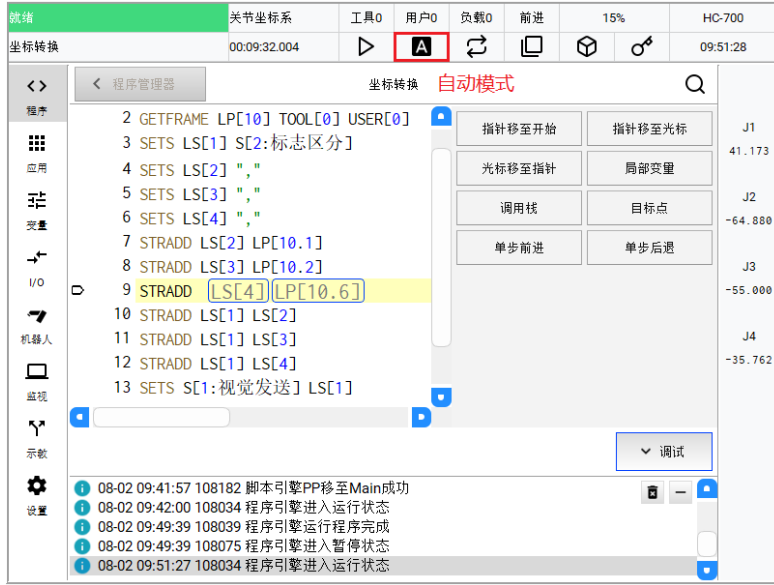 就绪 关节坐标系 工具0 用户0 负载0 前进 15% HC-700
坐标转换 00:09:32.004 A 09:51:28
程序
应用
变量
I/O
机器人
监视
示教
设置
程序管理器 坐标转换 自动模式
2 GETFRAME LP[10] TOOL[0] USER[0]
3 SETS LS[1] S[2:标志区分]
4 SETS LS[2] ","
5 SETS LS[3] ","
6 SETS LS[4] ","
7 STRADD LS[2] LP[10.1]
8 STRADD LS[3] LP[10.2]
9 STRADD LS[4] LP[10.6]
10 STRADD LS[1] LS[2]
11 STRADD LS[1] LS[3]
12 STRADD LS[1] LS[4]
13 SETS S[1:视觉发送] LS[1]
指针移至开始 指针移至光标
光标移至指针 局部变量
调用栈 目标点
单步前进 单步后退
调试
J1
41.173
J2
-64.880
J3
-55.000
J4
-35.762
08-02 09:41:57 108182 脚本引擎PP移至Main成功
08-02 09:42:00 108034 程序引擎进入运行状态
08-02 09:49:39 108039 程序引擎运行程序完成
08-02 09:49:39 108075 程序引擎进入暂停状态
08-02 09:51:27 108034 程序引擎进入运行状态